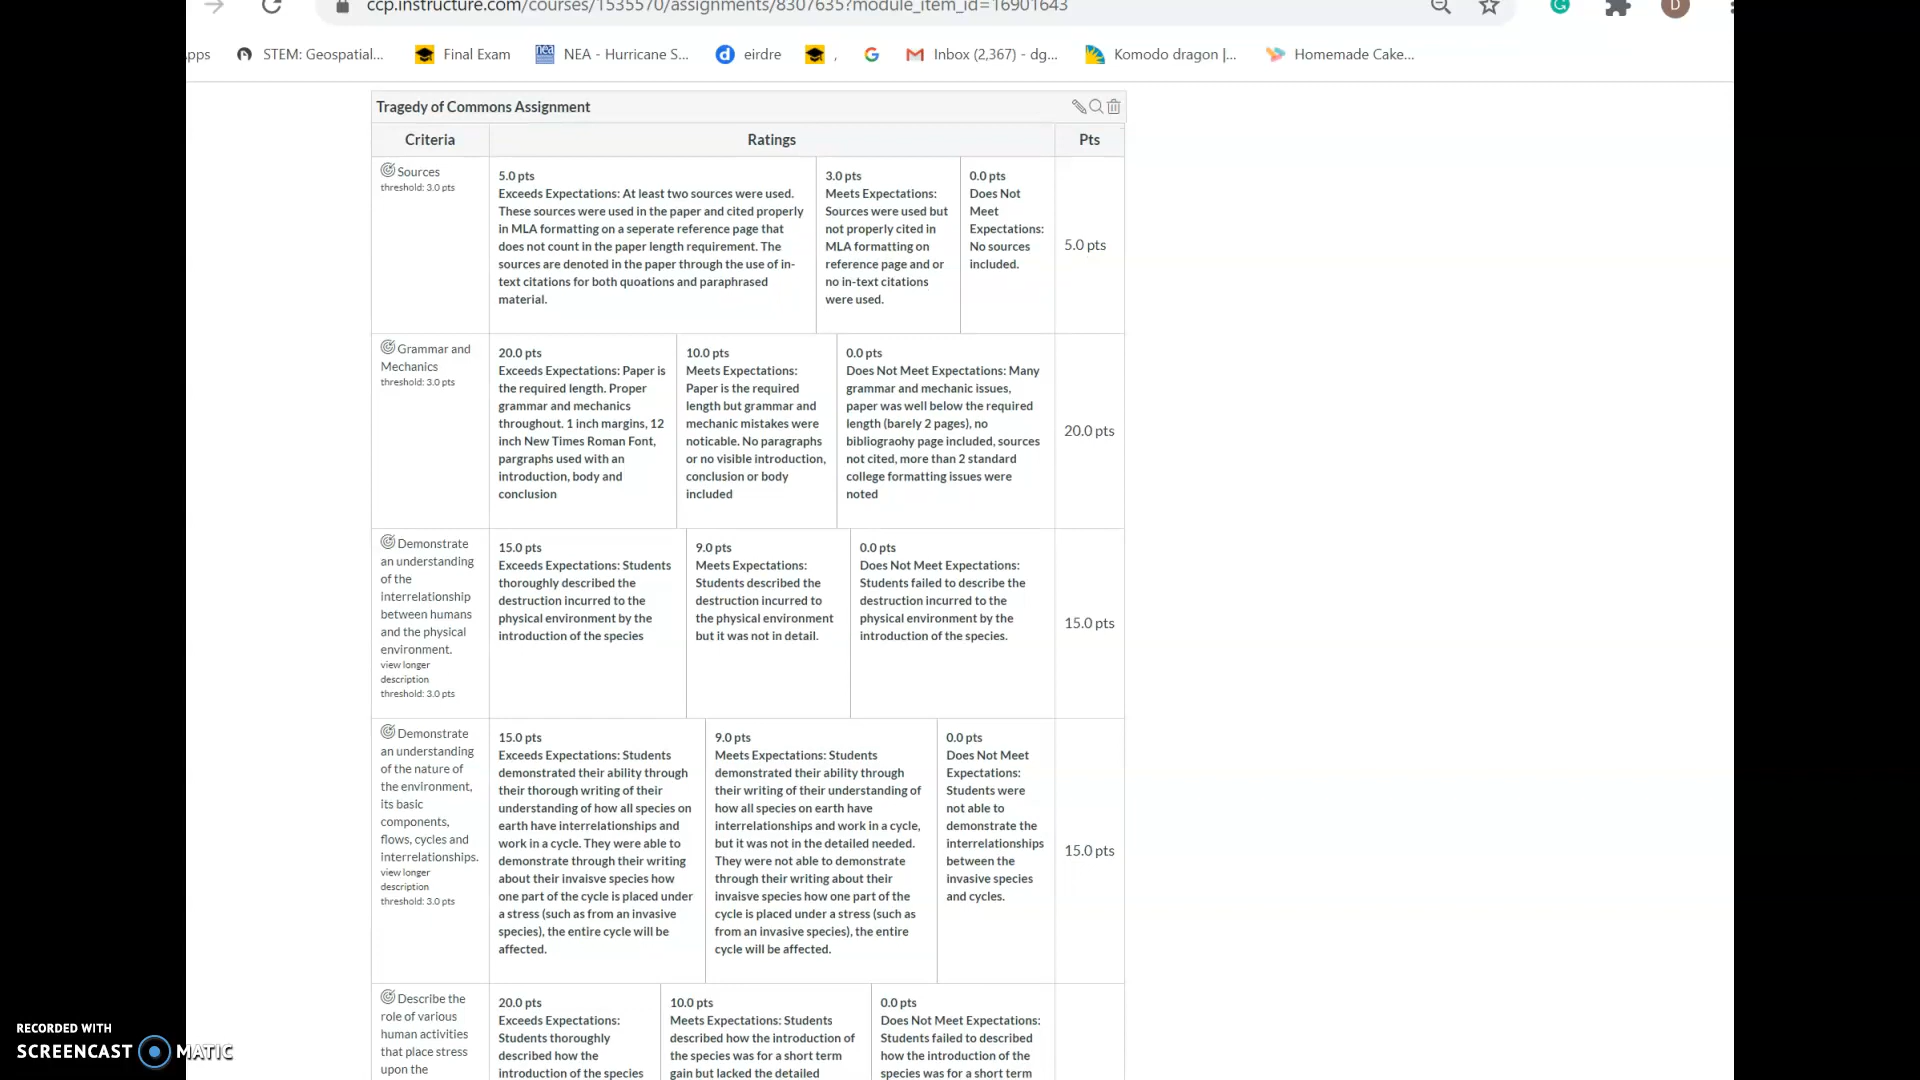 ccp.instructure.com/courses/1535570/assignments/8307635?module_item_id=16901643
D
pps
STEM: Geospatial...
Final Exam
nea
NEA - Hurricane S...
d
eirdre
,
G
Inbox (2,367) - dg...
Komodo dragon |...
Homemade Cake...
Tragedy of Commons Assignment
Criteria
Ratings
Pts
Sources
threshold: 3.0 pts
5.0 pts
Exceeds Expectations: At least two sources were used.
These sources were used in the paper and cited properly
in MLA formatting on a seperate reference page that
does not count in the paper length requirement. The
sources are denoted in the paper through the use of in-
text citations for both quoations and paraphrased
material.
3.0 pts
Meets Expectations:
Sources were used but
not properly cited in
MLA formatting on
reference page and or
no in-text citations
were used.
0.0 pts
Does Not
Meet
Expectations:
No sources
included.
5.0 pts
Grammar and
Mechanics
threshold: 3.0 pts
20.0 pts
Exceeds Expectations: Paper is
the required length. Proper
grammar and mechanics
throughout. 1 inch margins, 12
inch New Times Roman Font,
pargraphs used with an
introduction, body and
conclusion
10.0 pts
Meets Expectations:
Paper is the required
length but grammar and
mechanic mistakes were
noticable. No paragraphs
or no visible introduction,
conclusion or body
included
0.0 pts
Does Not Meet Expectations: Many
grammar and mechanic issues,
paper was well below the required
length (barely 2 pages), no
bibliograohy page included, sources
not cited, more than 2 standard
college formatting issues were
noted
20.0 pts
Demonstrate
an understanding
of the
interrelationship
between humans
and the physical
environment.
view longer
description
threshold: 3.0 pts
15.0 pts
Exceeds Expectations: Students
thoroughly described the
destruction incurred to the
physical environment by the
introduction of the species
9.0 pts
Meets Expectations:
Students described the
destruction incurred to
the physical environment
but it was not in detail.
0.0 pts
Does Not Meet Expectations:
Students failed to describe the
destruction incurred to the
physical environment by the
introduction of the species.
15.0 pts
Demonstrate
an understanding
of the nature of
the environment,
its basic
components,
flows, cycles and
interrelationships.
view longer
description
threshold: 3.0 pts
15.0 pts
Exceeds Expectations: Students
demonstrated their ability through
their thorough writing of their
understanding of how all species on
earth have interrelationships and
work in a cycle. They were able to
demonstrate through their writing
about their invaisve species how
one part of the cycle is placed under
a stress (such as from an invasive
species), the entire cycle will be
affected.
9.0 pts
Meets Expectations: Students
demonstrated their ability through
their writing of their understanding of
how all species on earth have
interrelationships and work in a cycle,
but it was not in the detailed needed.
They were not able to demonstrate
through their writing about their
invaisve species how one part of the
cycle is placed under a stress (such as
from an invasive species), the entire
cycle will be affected.
0.0 pts
Does Not Meet
Expectations:
Students were
not able to
demonstrate the
interrelationships
between the
invasive species
and cycles.
15.0 pts
Describe the
role of various
human activities
that place stress
upon the
20.0 pts
Exceeds Expectations:
Students thoroughly
described how the
introduction of the species
10.0 pts
Meets Expectations: Students
described how the introduction of
the species was for a short term
gain but lacked the detailed
0.0 pts
Does Not Meet Expectations:
Students failed to described
how the introduction of the
species was for a short term
RECORDED WITH
SCREENCAST MATIC